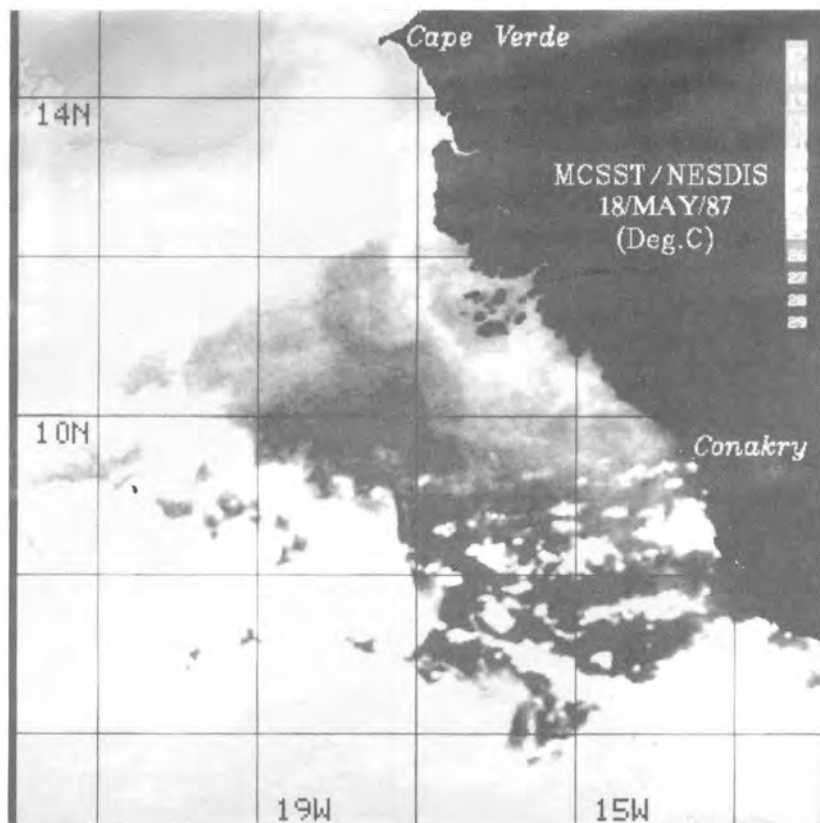 Cape Verde
14N
MCSST/NESDIS
18/MAY/87
(Deg.C)
26
27
28
29
10N
Conakry
19W
15W